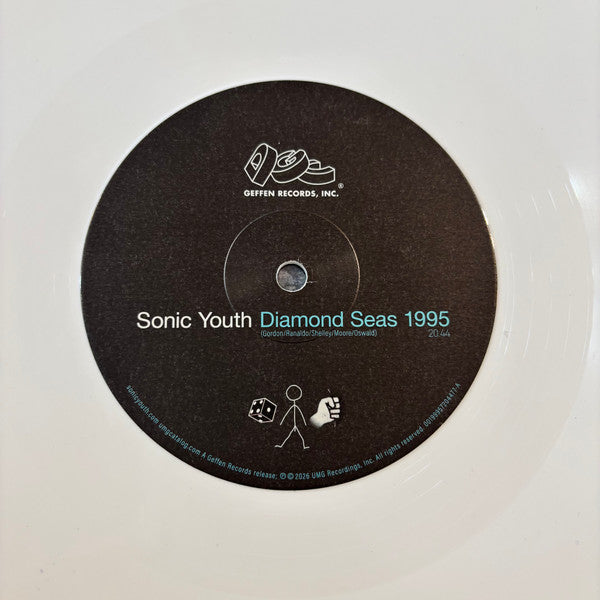 GEFFEN RECORDS, INC.®
Sonic Youth Diamond Seas 1995
(Gordon/Ranaldo/Shelley/Moore/Oswald) 20:44
sonicyouth.com umgcatalog.com A Geffen Records release; ℗ © 2026 UMG Recordings, Inc. All rights reserved. 00199957204477-A